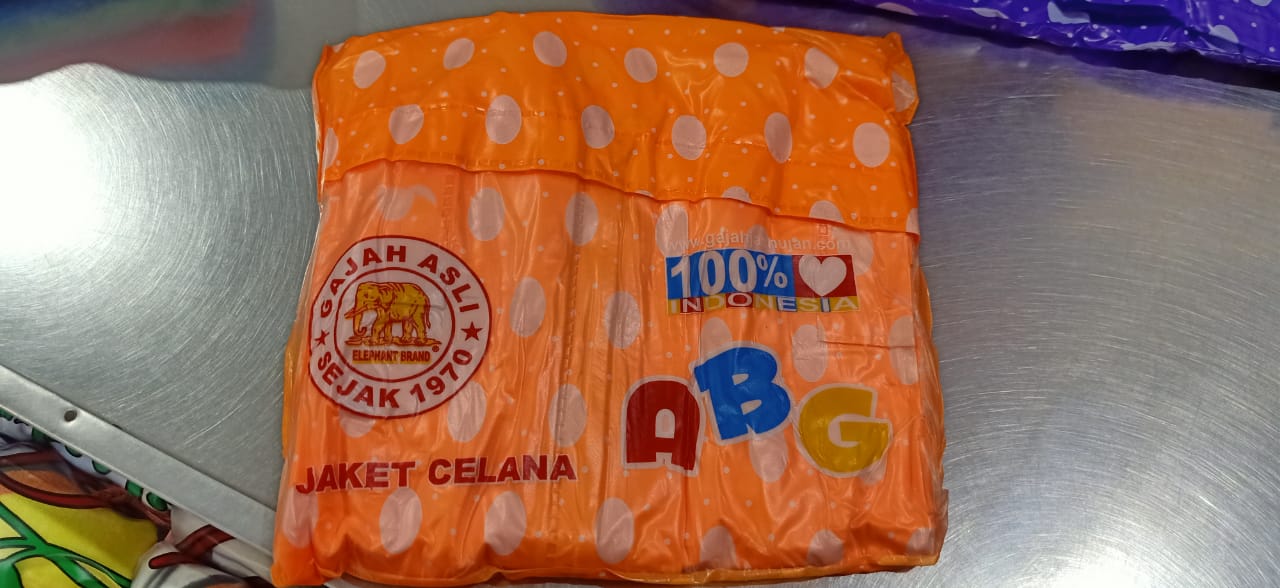 GAJAH ASLI
ELEPHANT BRAND®
SEJAK 1970
JAKET CELANA
100%
INDONESIA
ABG